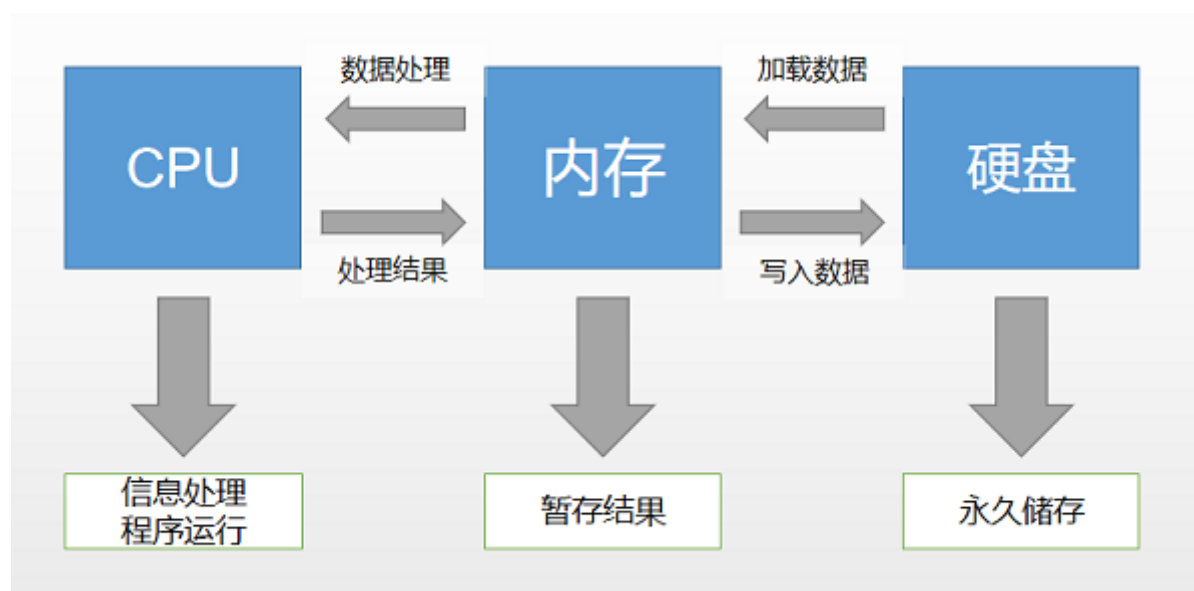 数据处理
加载数据
CPU
内存
硬盘
处理结果
写入数据
信息处理
程序运行
暂存结果
永久储存